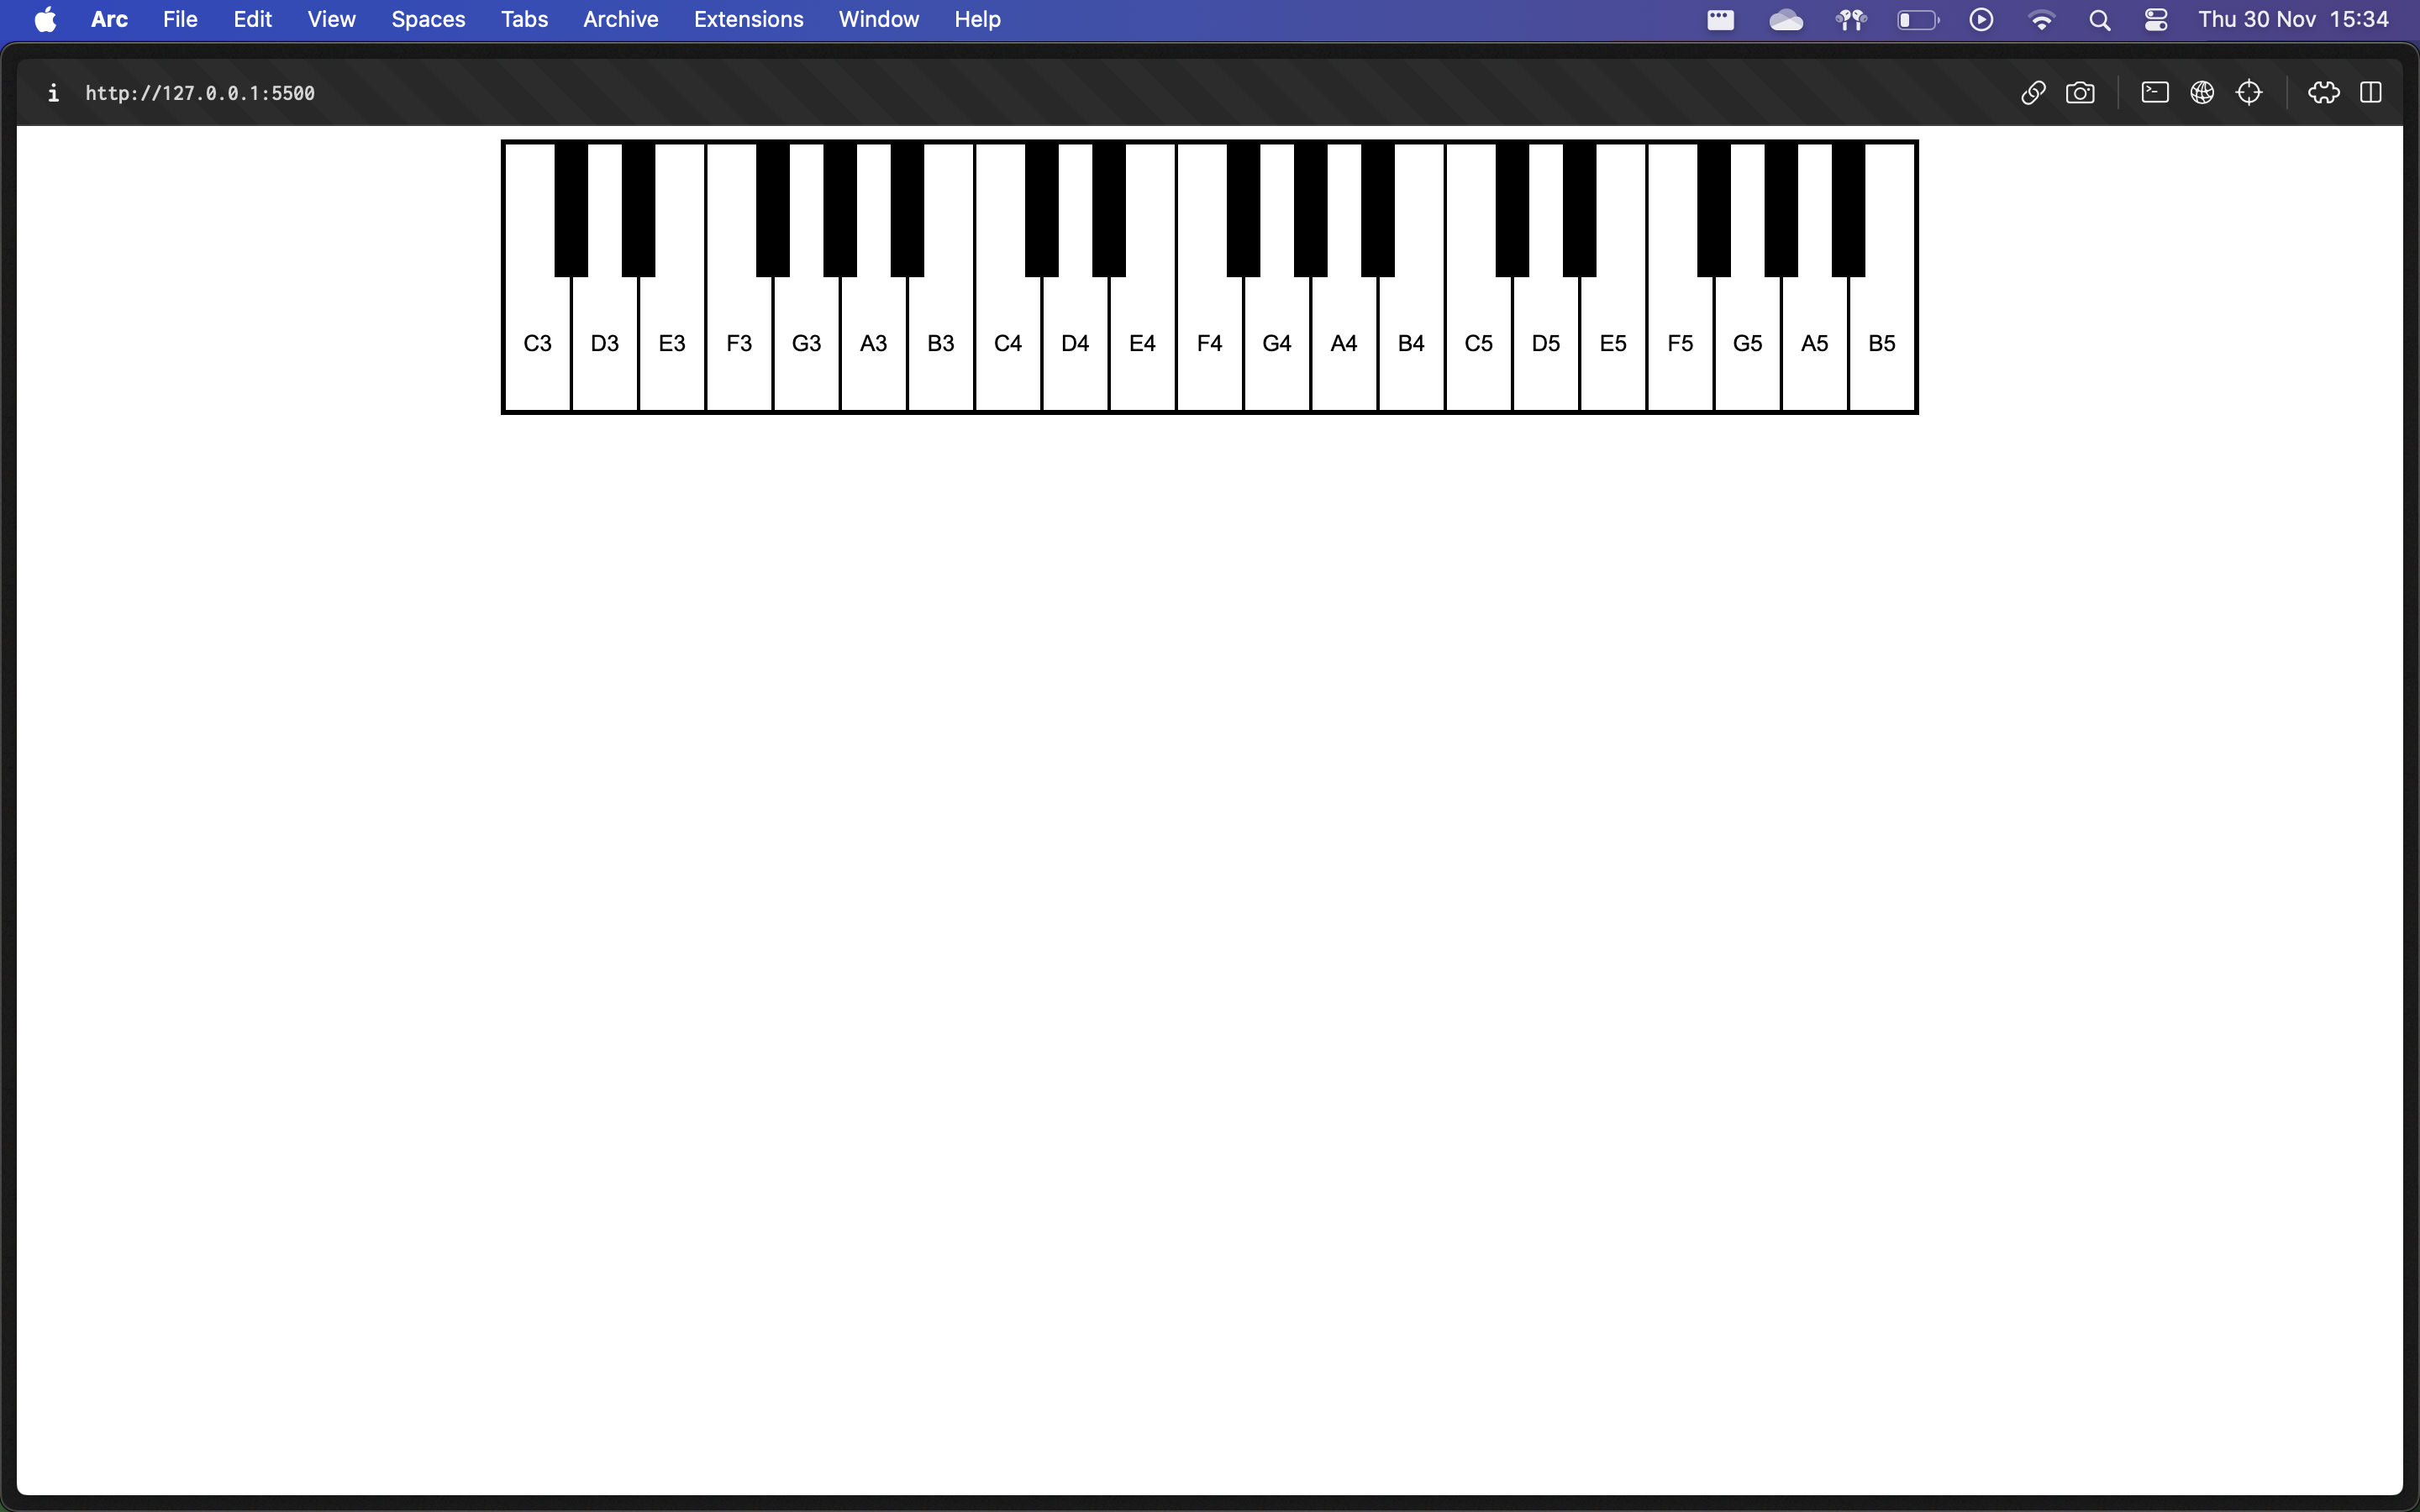 Arc File Edit View Spaces Tabs Archive Extensions Window Help Thu 30 Nov 15:34
http://127.0.0.1:5500
C3 D3 E3 F3 G3 A3 B3 C4 D4 E4 F4 G4 A4 B4 C5 D5 E5 F5 G5 A5 B5